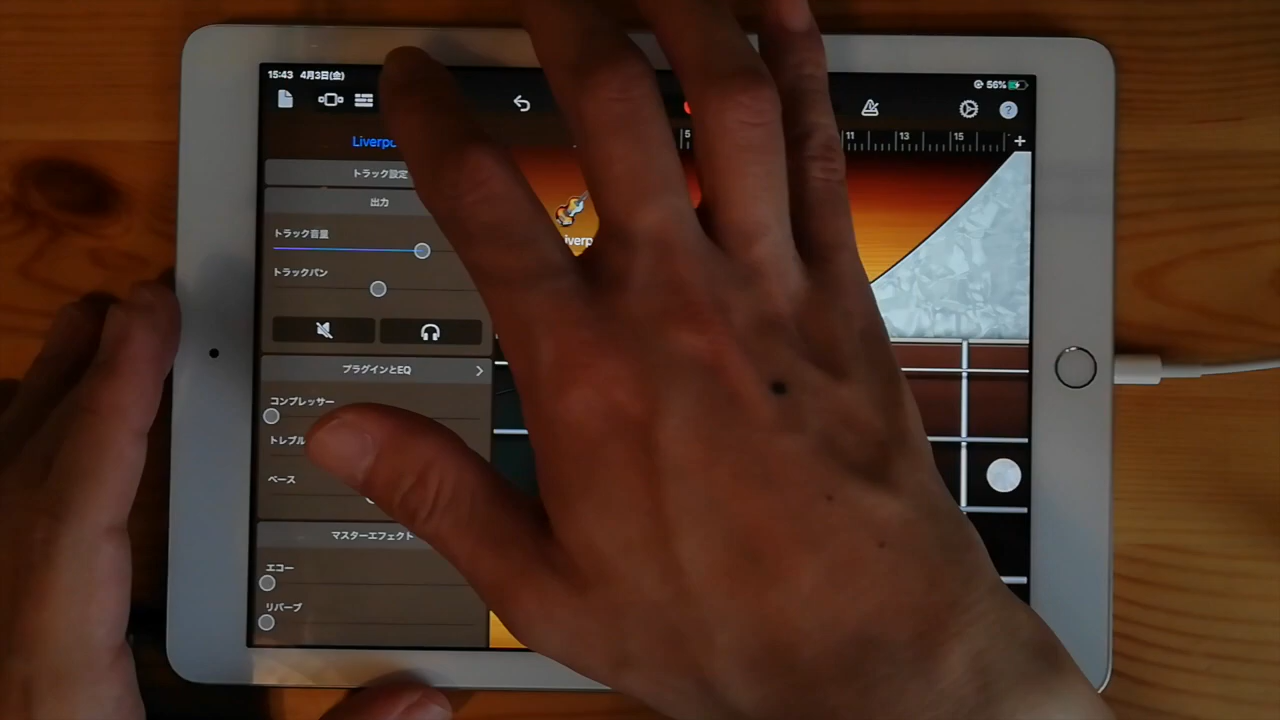 15:43 4月3日(金)
56%
?
5
11
13
15
+
トラック設定
出力
トラック音量
トラックパン
プラグインとEQ
コンプレッサー
トレブル
ベース
マスターエフェクト
エコー
リバーブ